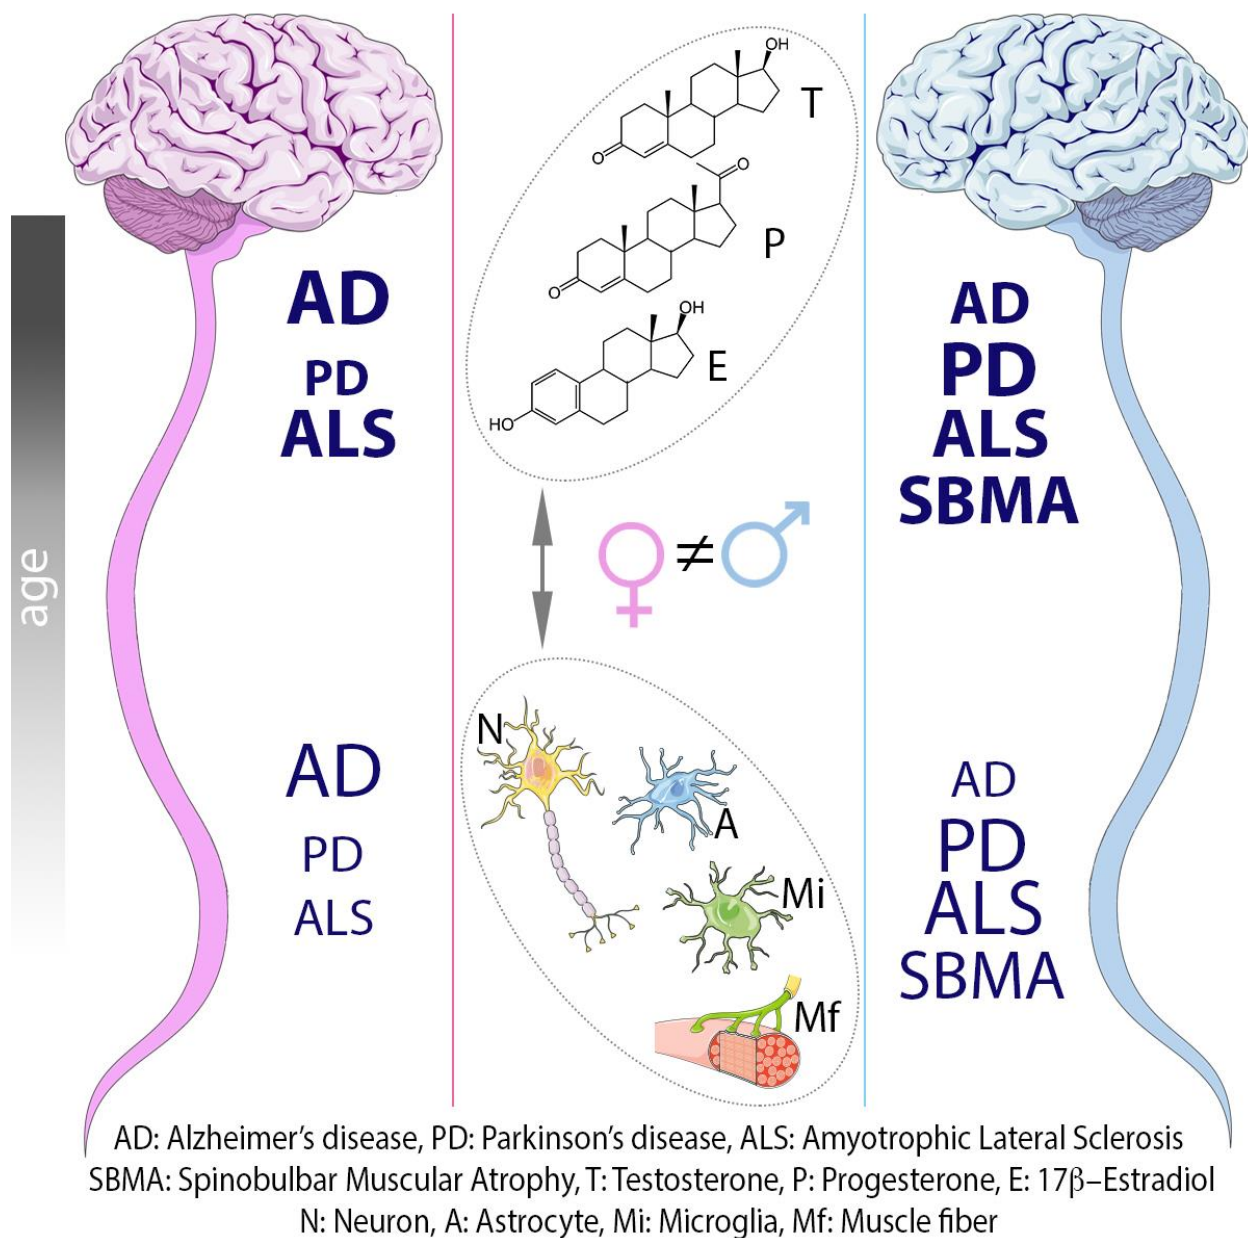 OH
T
O
O
P
O
OH
E
HO
AD
PD
ALS
AD
PD
ALS
SBMA
age
♀≠♂
N
A
Mi
Mf
AD
PD
ALS
AD
PD
ALS
SBMA
AD: Alzheimer’s disease, PD: Parkinson’s disease, ALS: Amyotrophic Lateral Sclerosis
SBMA: Spinobulbar Muscular Atrophy, T: Testosterone, P: Progesterone, E: 17β–Estradiol
N: Neuron, A: Astrocyte, Mi: Microglia, Mf: Muscle fiber